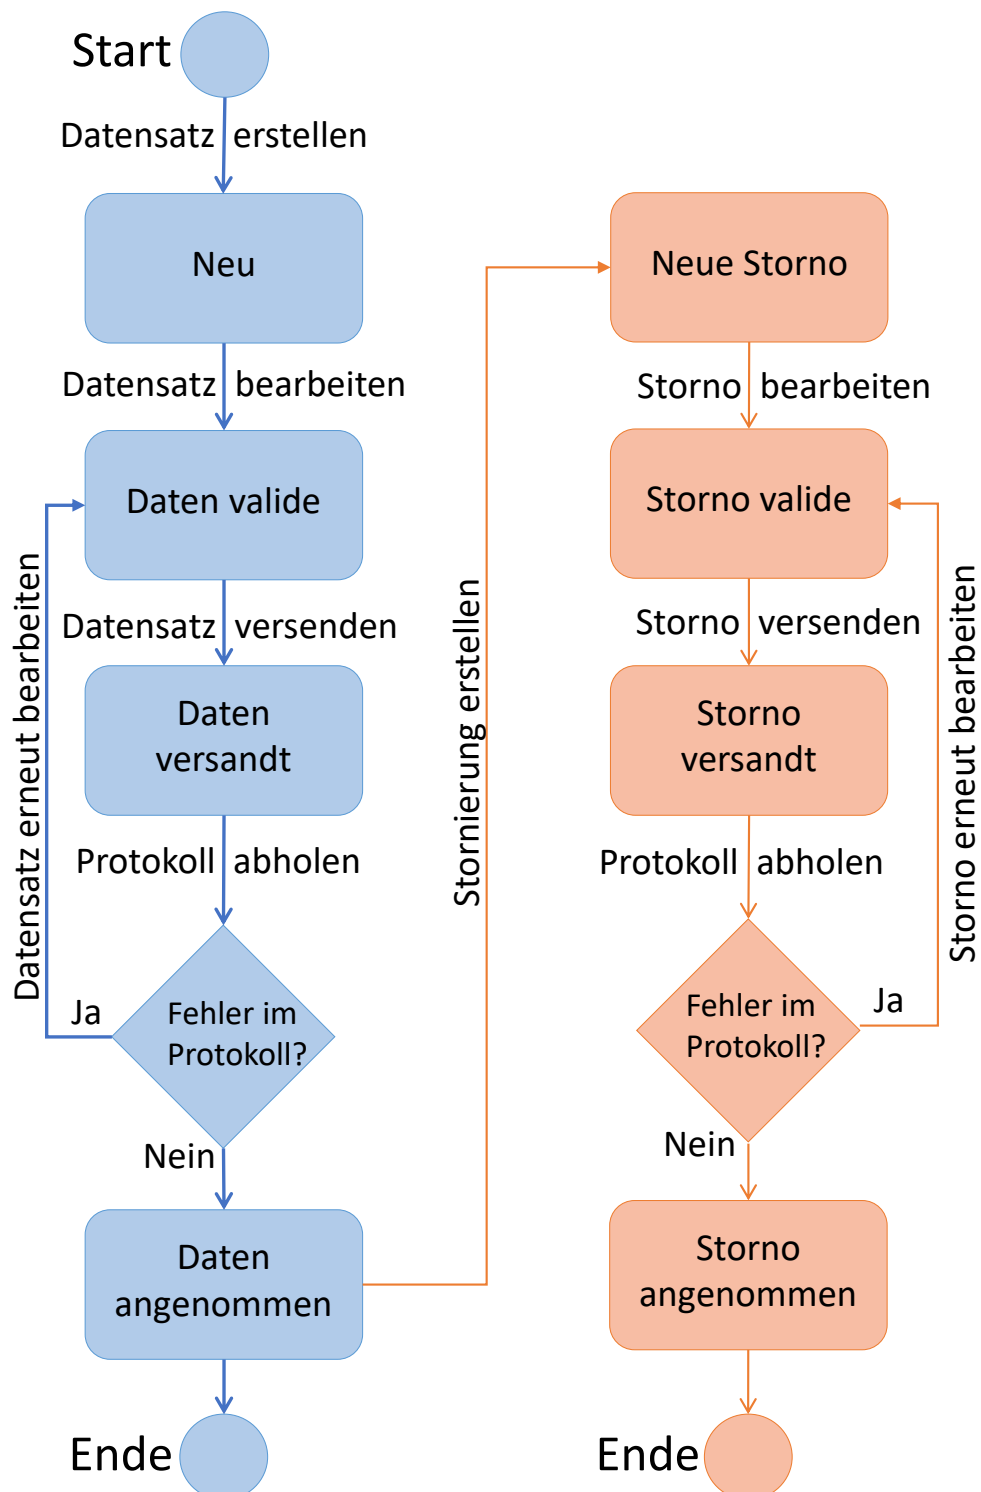 Start
Datensatz erstellen
Neu
Datensatz bearbeiten
Daten valide
Datensatz versenden
Daten
versandt
Protokoll abholen
Fehler im
Protokoll?
Ja
Datensatz erneut bearbeiten
Nein
Daten
angenommen
Ende
Stornierung erstellen
Neue Storno
Storno bearbeiten
Storno valide
Storno versenden
Storno
versandt
Protokoll abholen
Fehler im
Protokoll?
Ja
Storno erneut bearbeiten
Nein
Storno
angenommen
Ende